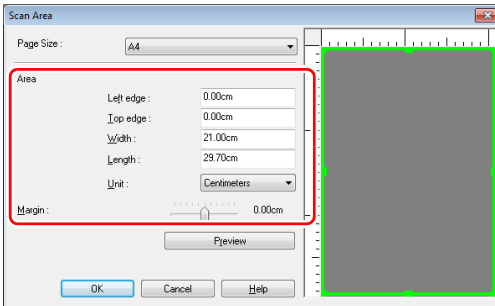 Scan Area
Page Size : A4
Area
Left edge : 0.00cm
Top edge : 0.00cm
Width : 21.00cm
Length : 29.70cm
Unit : Centimeters
Margin : 0.00cm
Preview
OK Cancel Help